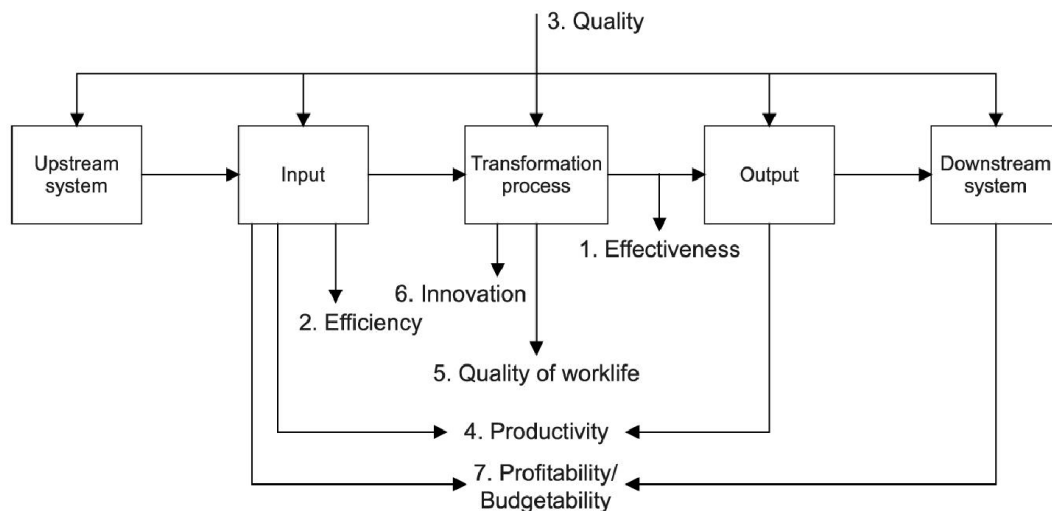 3. Quality
Upstream
system
Input
Transformation
process
Output
Downstream
system
1. Effectiveness
6. Innovation
2. Efficiency
5. Quality of worklife
4. Productivity
7. Profitability/
Budgetability